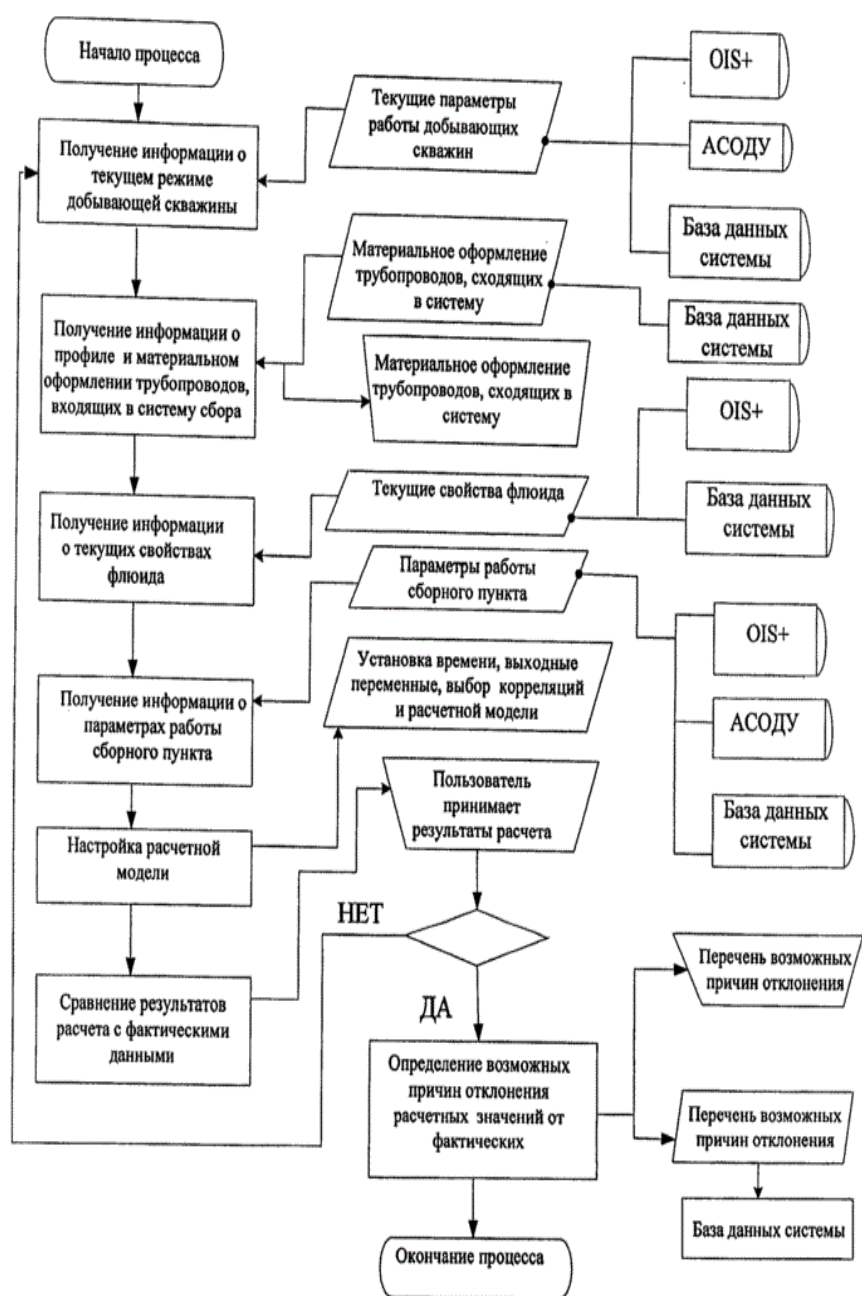 Начало процесса
Получение информации о
текущем режиме
добывающей скважины
Текущие параметры
работы добывающих
скважин
OIS+
АСОДУ
База данных
системы
Получение информации о
профиле и материальном
оформлении трубопроводов,
входящих в систему сбора
Материальное оформление
трубопроводов, сходящих
в систему
База данных
системы
Материальное оформление
трубопроводов, сходящих в
систему
Получение информации
о текущих свойствах
флюида
Текущие свойства флюида
OIS+
База данных
системы
Получение информации о
параметрах работы
сборного пункта
Параметры работы
сборного пункта
OIS+
АСОДУ
База данных
системы
Настройка расчетной
модели
Установка времени, выходные
переменные, выбор корреляций
и расчетной модели
Сравнение результатов
расчета с фактическими
данными
Пользователь
принимает
результаты расчета
НЕТ
ДА
Определение возможных
причин отклонения
расчетных значений от
фактических
Перечень возможных
причин отклонения
Перечень возможных
причин отклонения
База данных системы
Окончание процесса